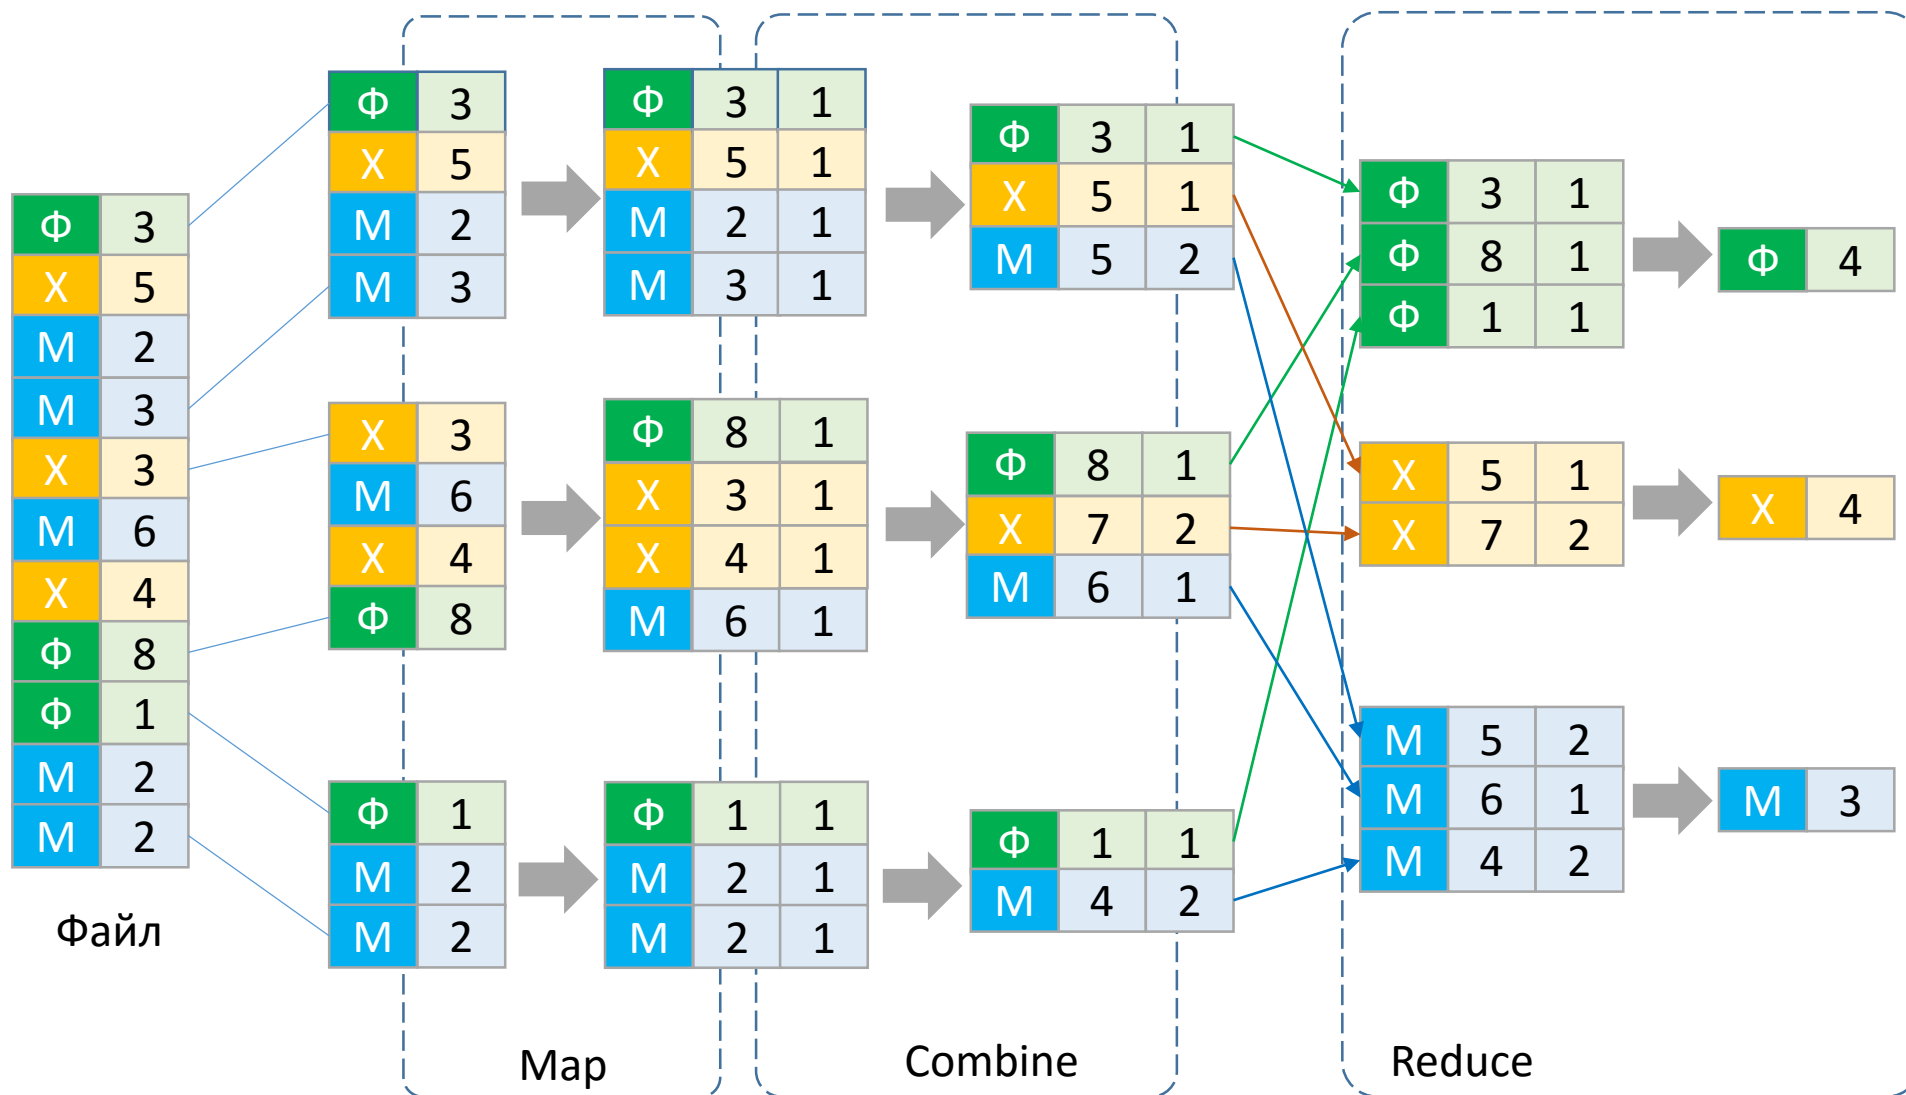 Ф 3
Х 5
М 2
М 3
Х 3
М 6
Х 4
Ф 8
Ф 1
М 2
М 2
Файл
Ф 3
Х 5
М 2
М 3
Х 3
М 6
Х 4
Ф 8
Ф 1
М 2
М 2
Ф 3 1
Х 5 1
М 2 1
М 3 1
Ф 8 1
Х 3 1
Х 4 1
М 6 1
Ф 1 1
М 2 1
М 2 1
Map
Ф 3 1
Х 5 1
М 5 2
Ф 8 1
Х 7 2
М 6 1
Ф 1 1
М 4 2
Combine
Ф 3 1
Ф 8 1
Ф 1 1
Х 5 1
Х 7 2
М 5 2
М 6 1
М 4 2
Ф 4
Х 4
М 3
Reduce